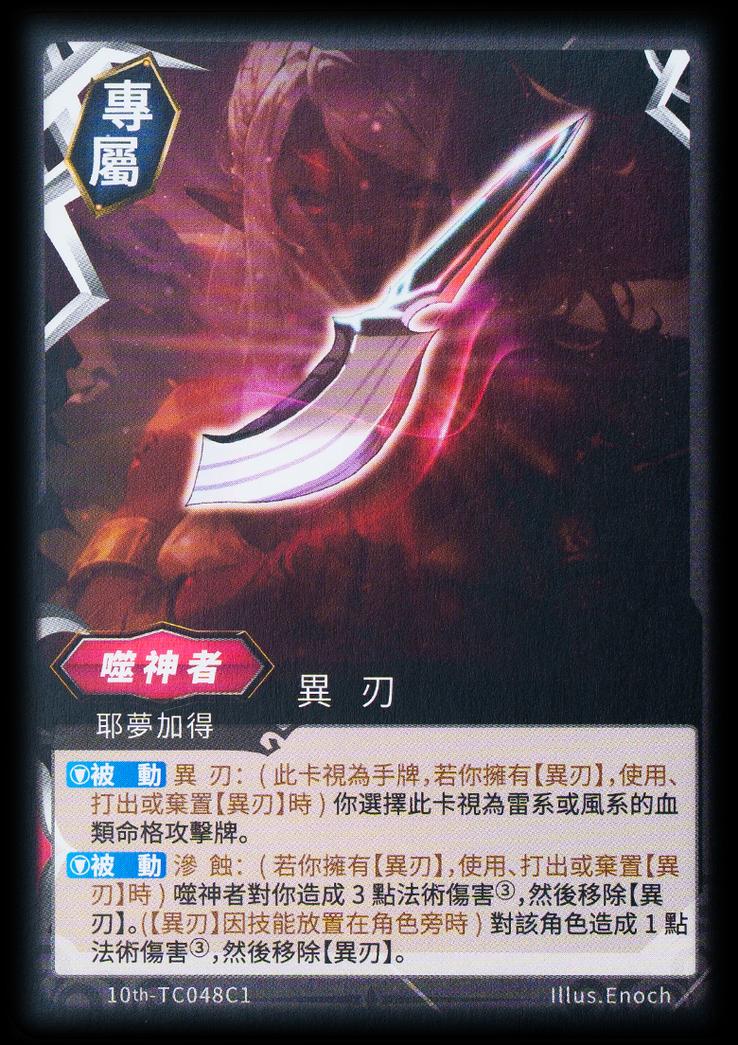 專屬
噬神者
異 刃
耶夢加得
被 動 異 刃:(此卡視為手牌,若你擁有【異刃】,使用、
打出或棄置【異刃】時)你選擇此卡視為雷系或風系的血
類命格攻擊牌。
被 動 滲 蝕:(若你擁有【異刃】,使用、打出或棄置【異
刃】時)噬神者對你造成 3 點法術傷害③,然後移除【異
刃】。(【異刃】因技能放置在角色旁時)對該角色造成 1 點
法術傷害③,然後移除【異刃】。
10th-TC048C1
Illus.Enoch